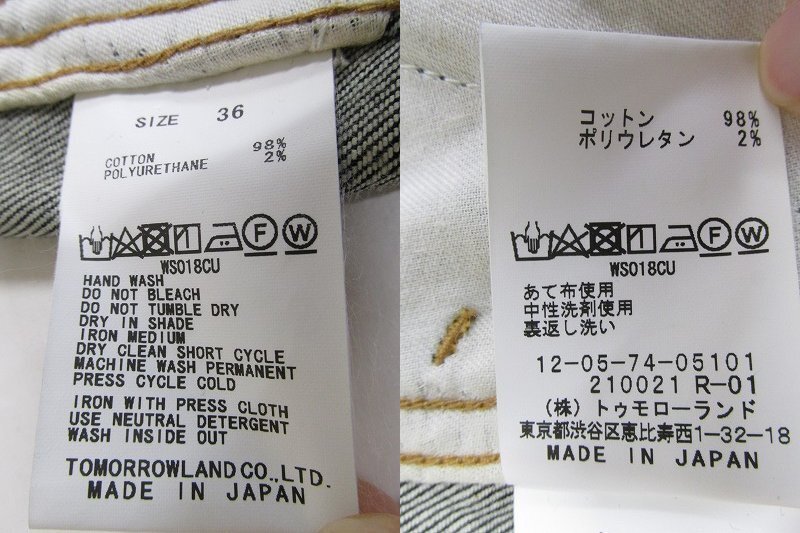 SIZE 36
98%
COTTON
POLYURETHANE 2%
F W
WS018CU
HAND WASH
DO NOT BLEACH
DO NOT TUMBLE DRY
DRY IN SHADE
IRON MEDIUM
DRY CLEAN SHORT CYCLE
MACHINE WASH PERMANENT
PRESS CYCLE COLD
IRON WITH PRESS CLOTH
USE NEUTRAL DETERGENT
WASH INSIDE OUT
TOMORROWLAND CO.,LTD.
MADE IN JAPAN
コットン 98%
ポリウレタン 2%
F W
WS018CU
あて布使用
中性洗剤使用
裏返し洗い
12-05-74-05101
210021 R-01
(株) トゥモローランド
東京都渋谷区恵比寿西1-32-18
MADE IN JAPAN